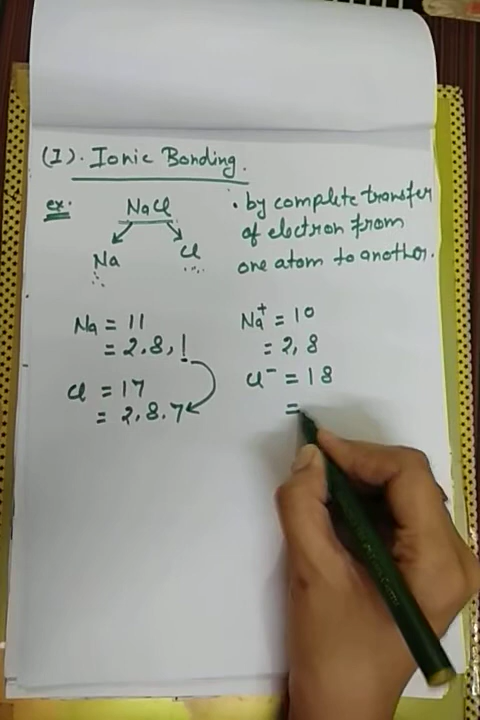 (I). Ionic Bonding.
ex.
NaCl
Na
Cl
. by complete transfer
of electron from
one atom to another.
Na = 11
= 2,8,1
Cl = 17
= 2.8.7
Na⁺ = 10
= 2,8
Cl⁻ = 18
=